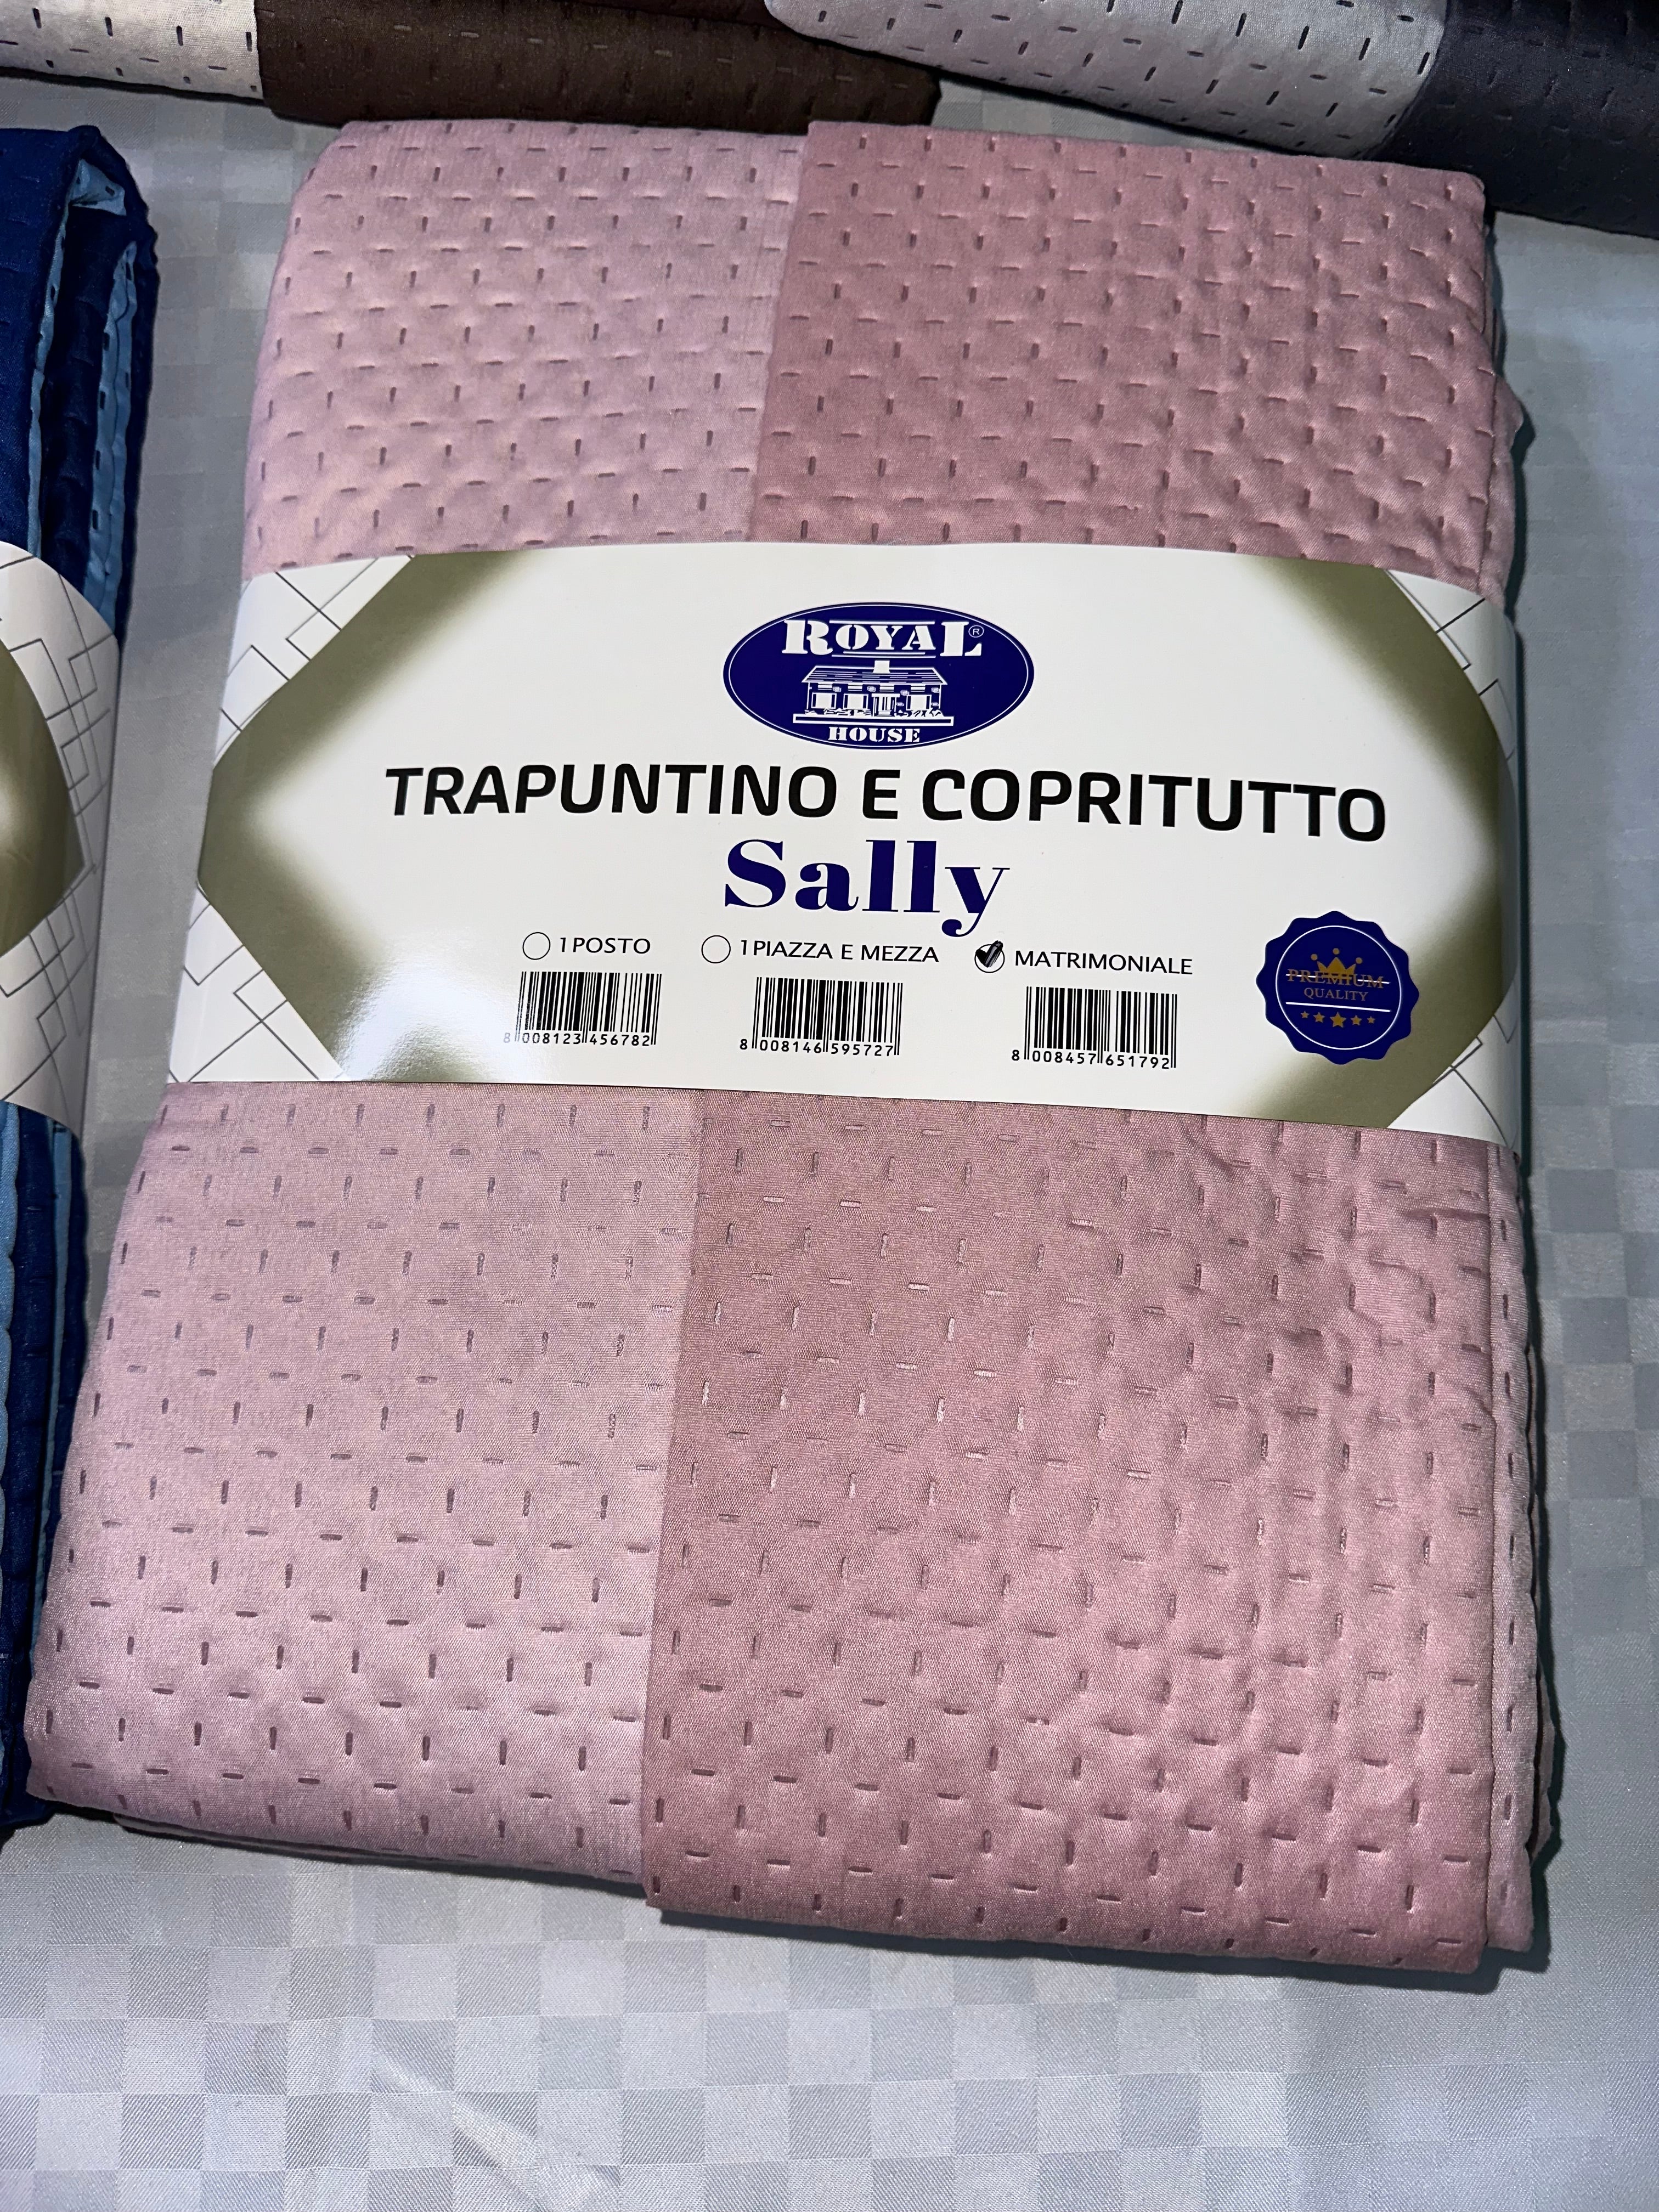 ROYAL®
HOUSE
TRAPUNTINO E COPRITUTTO
Sally
1 POSTO
1 PIAZZA E MEZZA
MATRIMONIALE
8 008123 456782
8 008146 595727
8 008457 651792
PREMIUM
QUALITY